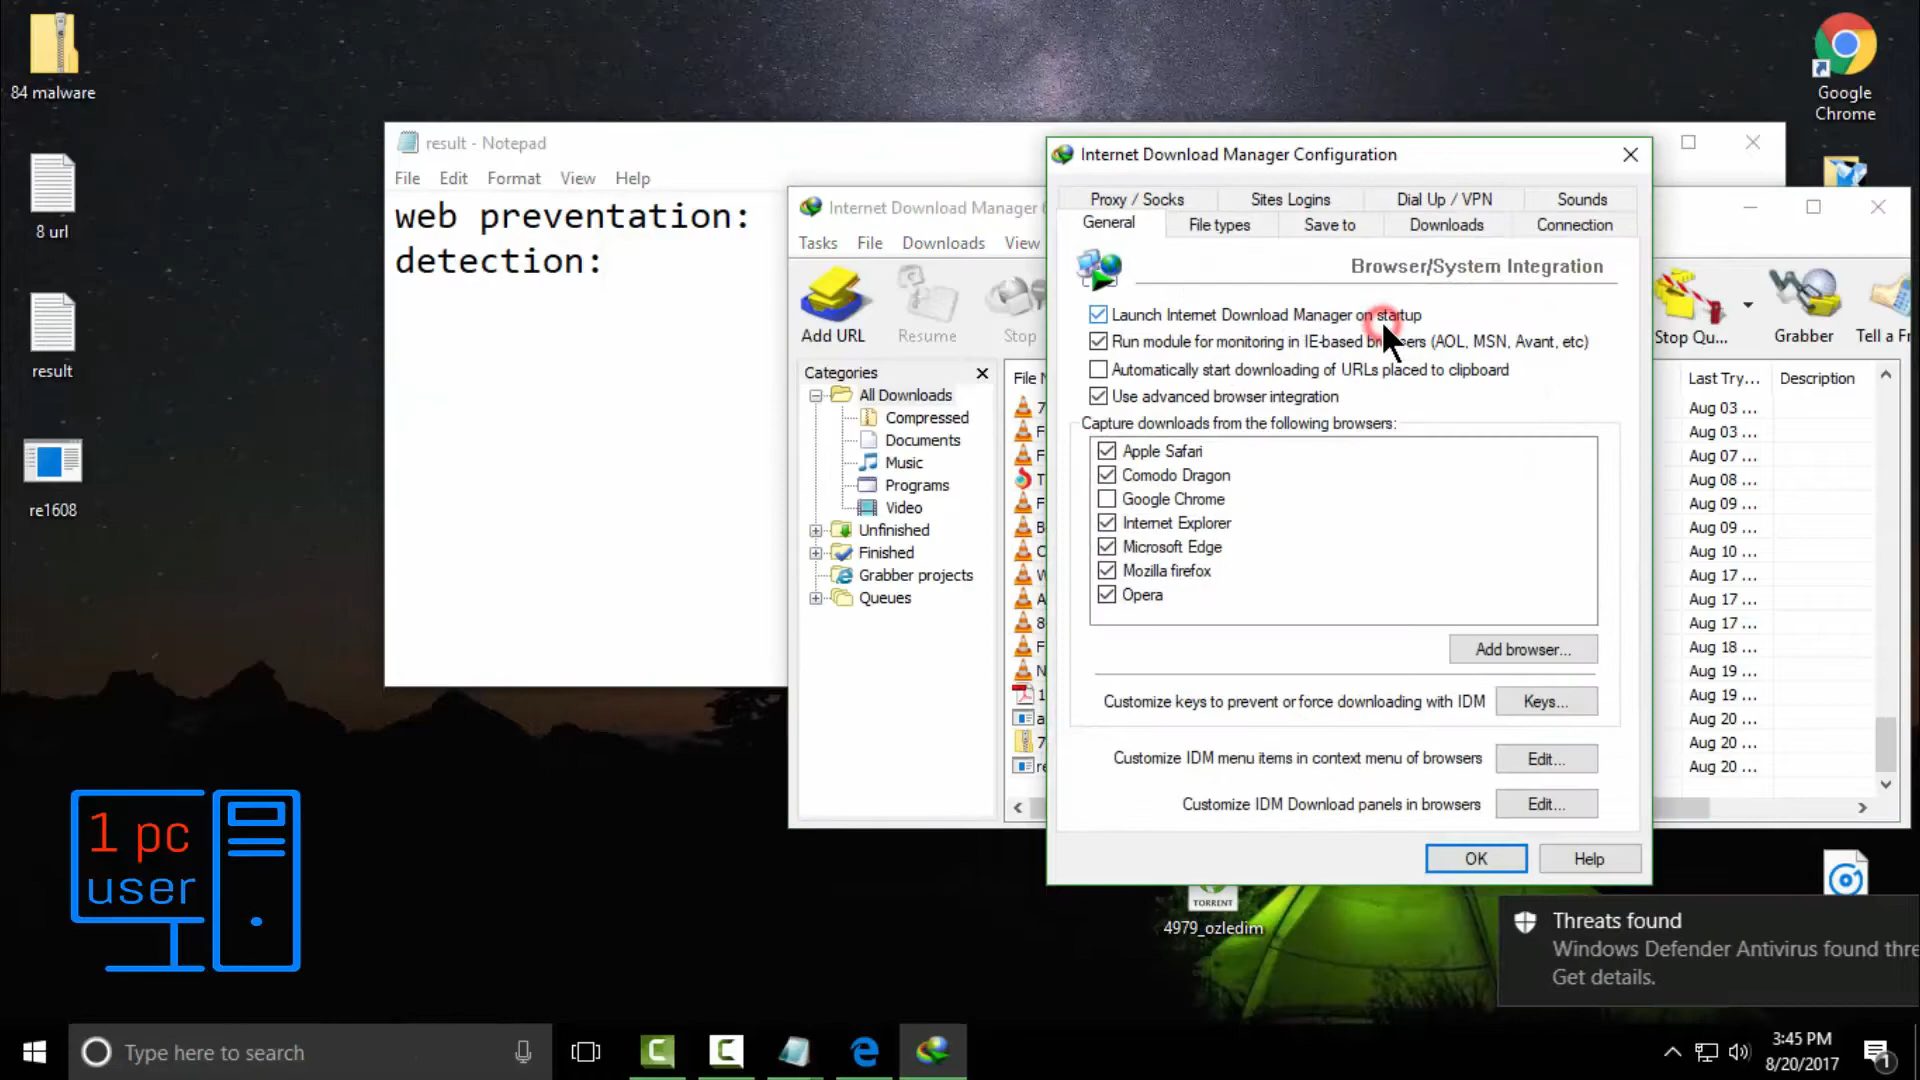 84 malware
8 url
result
re1608
Google
Chrome
result - Notepad
File Edit Format View Help
web preventation:
detection:
Internet Download Manager
Tasks File Downloads View
Add URL
Resume
Stop
Stop Qu...
Grabber
Tell a Fr
Categories
All Downloads
Compressed
Documents
Music
Programs
Video
Unfinished
Finished
Grabber projects
Queues
File N
Last Try...
Description
Aug 03 ...
Aug 03 ...
Aug 07 ...
Aug 08 ...
Aug 09 ...
Aug 09 ...
Aug 10 ...
Aug 17 ...
Aug 17 ...
Aug 17 ...
Aug 18 ...
Aug 19 ...
Aug 19 ...
Aug 20 ...
Aug 20 ...
Aug 20 ...
Internet Download Manager Configuration
Proxy / Socks Sites Logins Dial Up / VPN Sounds
General File types Save to Downloads Connection
Browser/System Integration
Launch Internet Download Manager on startup
Run module for monitoring in IE-based browsers (AOL, MSN, Avant, etc)
Automatically start downloading of URLs placed to clipboard
Use advanced browser integration
Capture downloads from the following browsers:
Apple Safari
Comodo Dragon
Google Chrome
Internet Explorer
Microsoft Edge
Mozilla firefox
Opera
Add browser...
Customize keys to prevent or force downloading with IDM
Keys...
Customize IDM menu items in context menu of browsers
Edit...
Customize IDM Download panels in browsers
Edit...
OK
Help
TORRENT
4979_ozledim
1 pc
user
Threats found
Windows Defender Antivirus found thre
Get details.
Type here to search
3:45 PM
8/20/2017
1